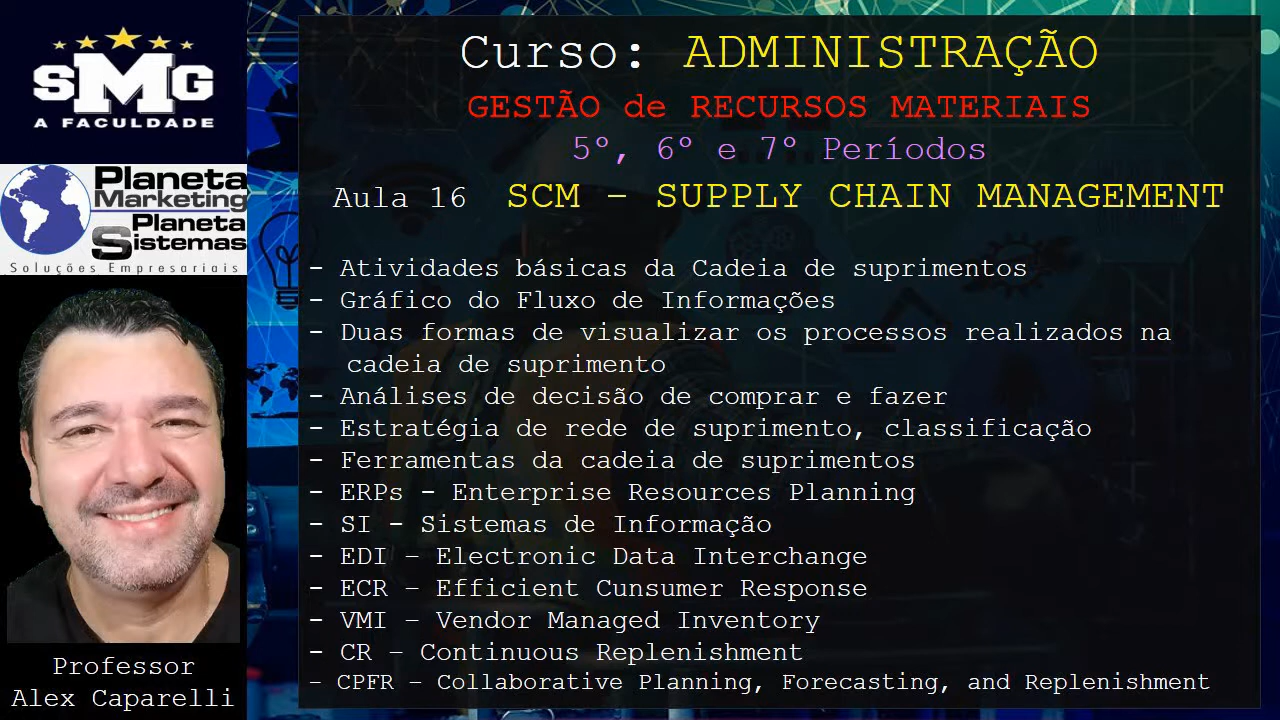 SMG
A FACULDADE
Planeta
Marketing
Planeta
Sistemas
Soluções Empresariais
Professor
Alex Caparelli
Curso: ADMINISTRAÇÃO
GESTÃO de RECURSOS MATERIAIS
5º, 6º e 7º Períodos
Aula 16 SCM – SUPPLY CHAIN MANAGEMENT
- Atividades básicas da Cadeia de suprimentos
- Gráfico do Fluxo de Informações
- Duas formas de visualizar os processos realizados na
cadeia de suprimento
- Análises de decisão de comprar e fazer
- Estratégia de rede de suprimento, classificação
- Ferramentas da cadeia de suprimentos
- ERPs - Enterprise Resources Planning
- SI - Sistemas de Informação
- EDI – Electronic Data Interchange
- ECR – Efficient Cunsumer Response
- VMI – Vendor Managed Inventory
- CR – Continuous Replenishment
- CPFR – Collaborative Planning, Forecasting, and Replenishment